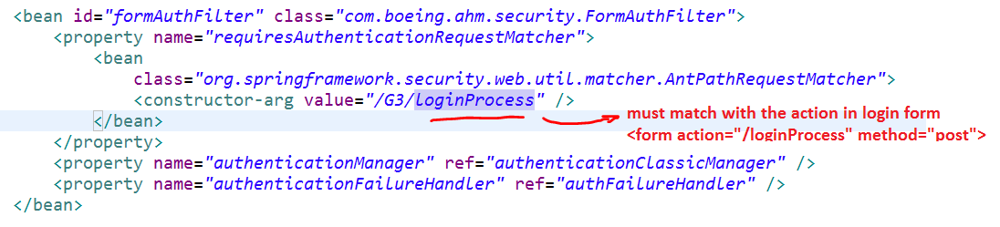 <bean id="formAuthFilter" class="com.boeing.ahm.security.FormAuthFilter">
<property name="requiresAuthenticationRequestMatcher">
<bean
class="org.springframework.security.web.util.matcher.AntPathRequestMatcher">
<constructor-arg value="/G3/loginProcess" />
</bean>
must match with the action in login form
<form action="/loginProcess" method="post">
</property>
<property name="authenticationManager" ref="authenticationClassicManager" />
<property name="authenticationFailureHandler" ref="authFailureHandler" />
</bean>